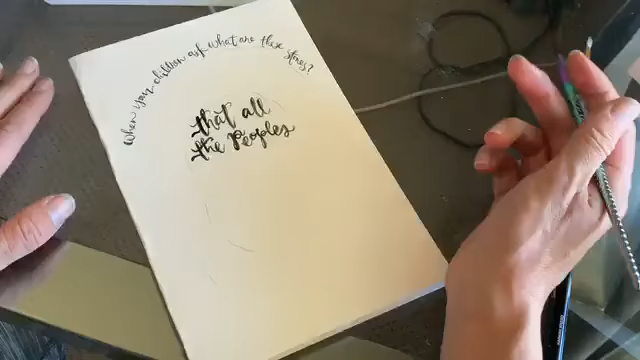 When your children ask what are these stones?
that all
the Peoples